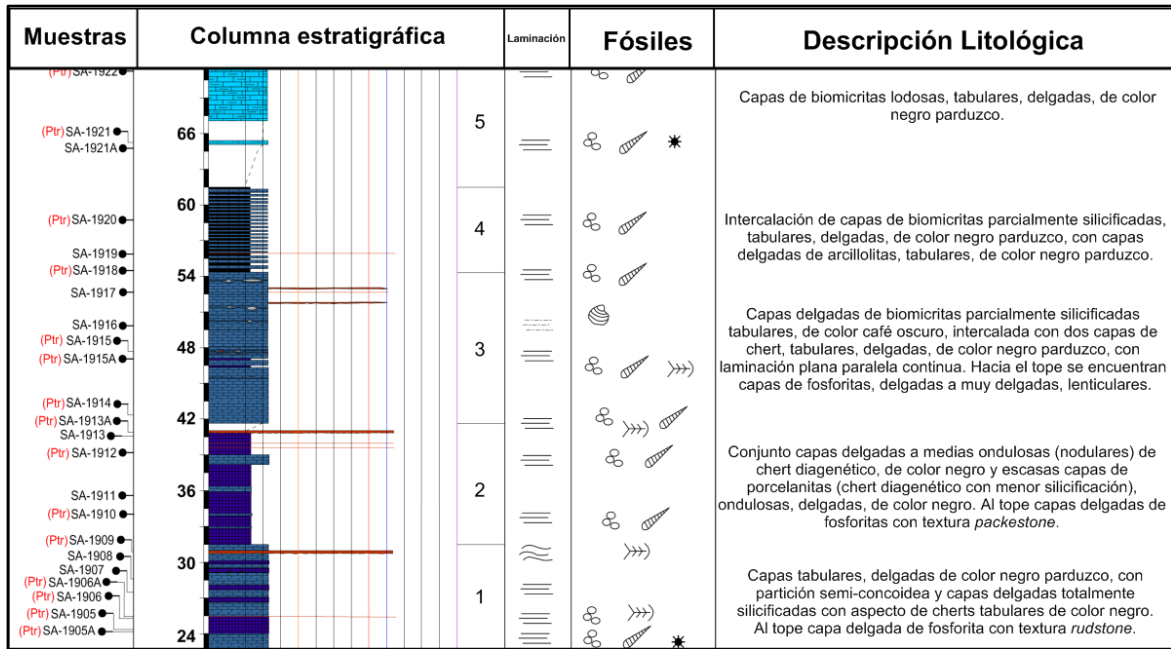 Muestras
Columna estratigráfica
Laminación
Fósiles
Descripción Litológica
(Ptr) SA-1922
(Ptr) SA-1921
SA-1921A
(Ptr) SA-1920
SA-1919
(Ptr) SA-1918
SA-1917
SA-1916
(Ptr) SA-1915
(Ptr) SA-1915A
(Ptr) SA-1914
(Ptr) SA-1913A
SA-1913
(Ptr) SA-1912
SA-1911
(Ptr) SA-1910
(Ptr) SA-1909
SA-1908
SA-1907
(Ptr) SA-1906A
(Ptr) SA-1906
(Ptr) SA-1905
(Ptr) SA-1905A
66
60
54
48
42
36
30
24
5
4
3
2
1
Capas de biomicritas lodosas, tabulares, delgadas, de color
negro parduzco.
Intercalación de capas de biomicritas parcialmente silicificadas,
tabulares, delgadas, de color negro parduzco, con capas
delgadas de arcillolitas, tabulares, de color negro parduzco.
Capas delgadas de biomicritas parcialmente silicificadas
tabulares, de color café oscuro, intercalada con dos capas de
chert, tabulares, delgadas, de color negro parduzco, con
laminación plana paralela continua. Hacia el tope se encuentran
capas de fosforitas, delgadas a muy delgadas, lenticulares.
Conjunto capas delgadas a medias ondulosas (nodulares) de
chert diagenético, de color negro y escasas capas de
porcelanitas (chert diagenético con menor silicificación),
ondulosas, delgadas, de color negro. Al tope capas delgadas de
fosforitas con textura packestone.
Capas tabulares, delgadas de color negro parduzco, con
partición semi-concoidea y capas delgadas totalmente
silicificadas con aspecto de cherts tabulares de color negro.
Al tope capa delgada de fosforita con textura rudstone.